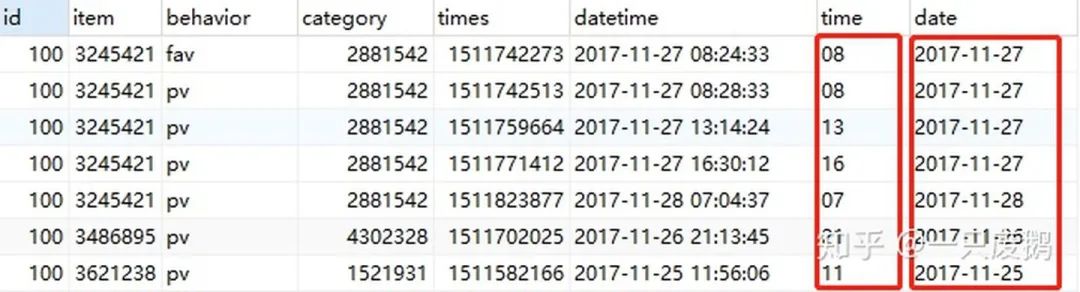 id item behavior category times datetime time date
100 3245421 fav 2881542 1511742273 2017-11-27 08:24:33 08 2017-11-27
100 3245421 pv 2881542 1511742513 2017-11-27 08:28:33 08 2017-11-27
100 3245421 pv 2881542 1511759664 2017-11-27 13:14:24 13 2017-11-27
100 3245421 pv 2881542 1511771412 2017-11-27 16:30:12 16 2017-11-27
100 3245421 pv 2881542 1511823877 2017-11-28 07:04:37 07 2017-11-28
100 3486895 pv 4302328 1511702025 2017-11-26 21:13:45 21 2017-11-26
知乎 @一只废鹅
100 3621238 pv 1521931 1511582166 2017-11-25 11:56:06 11 2017-11-25